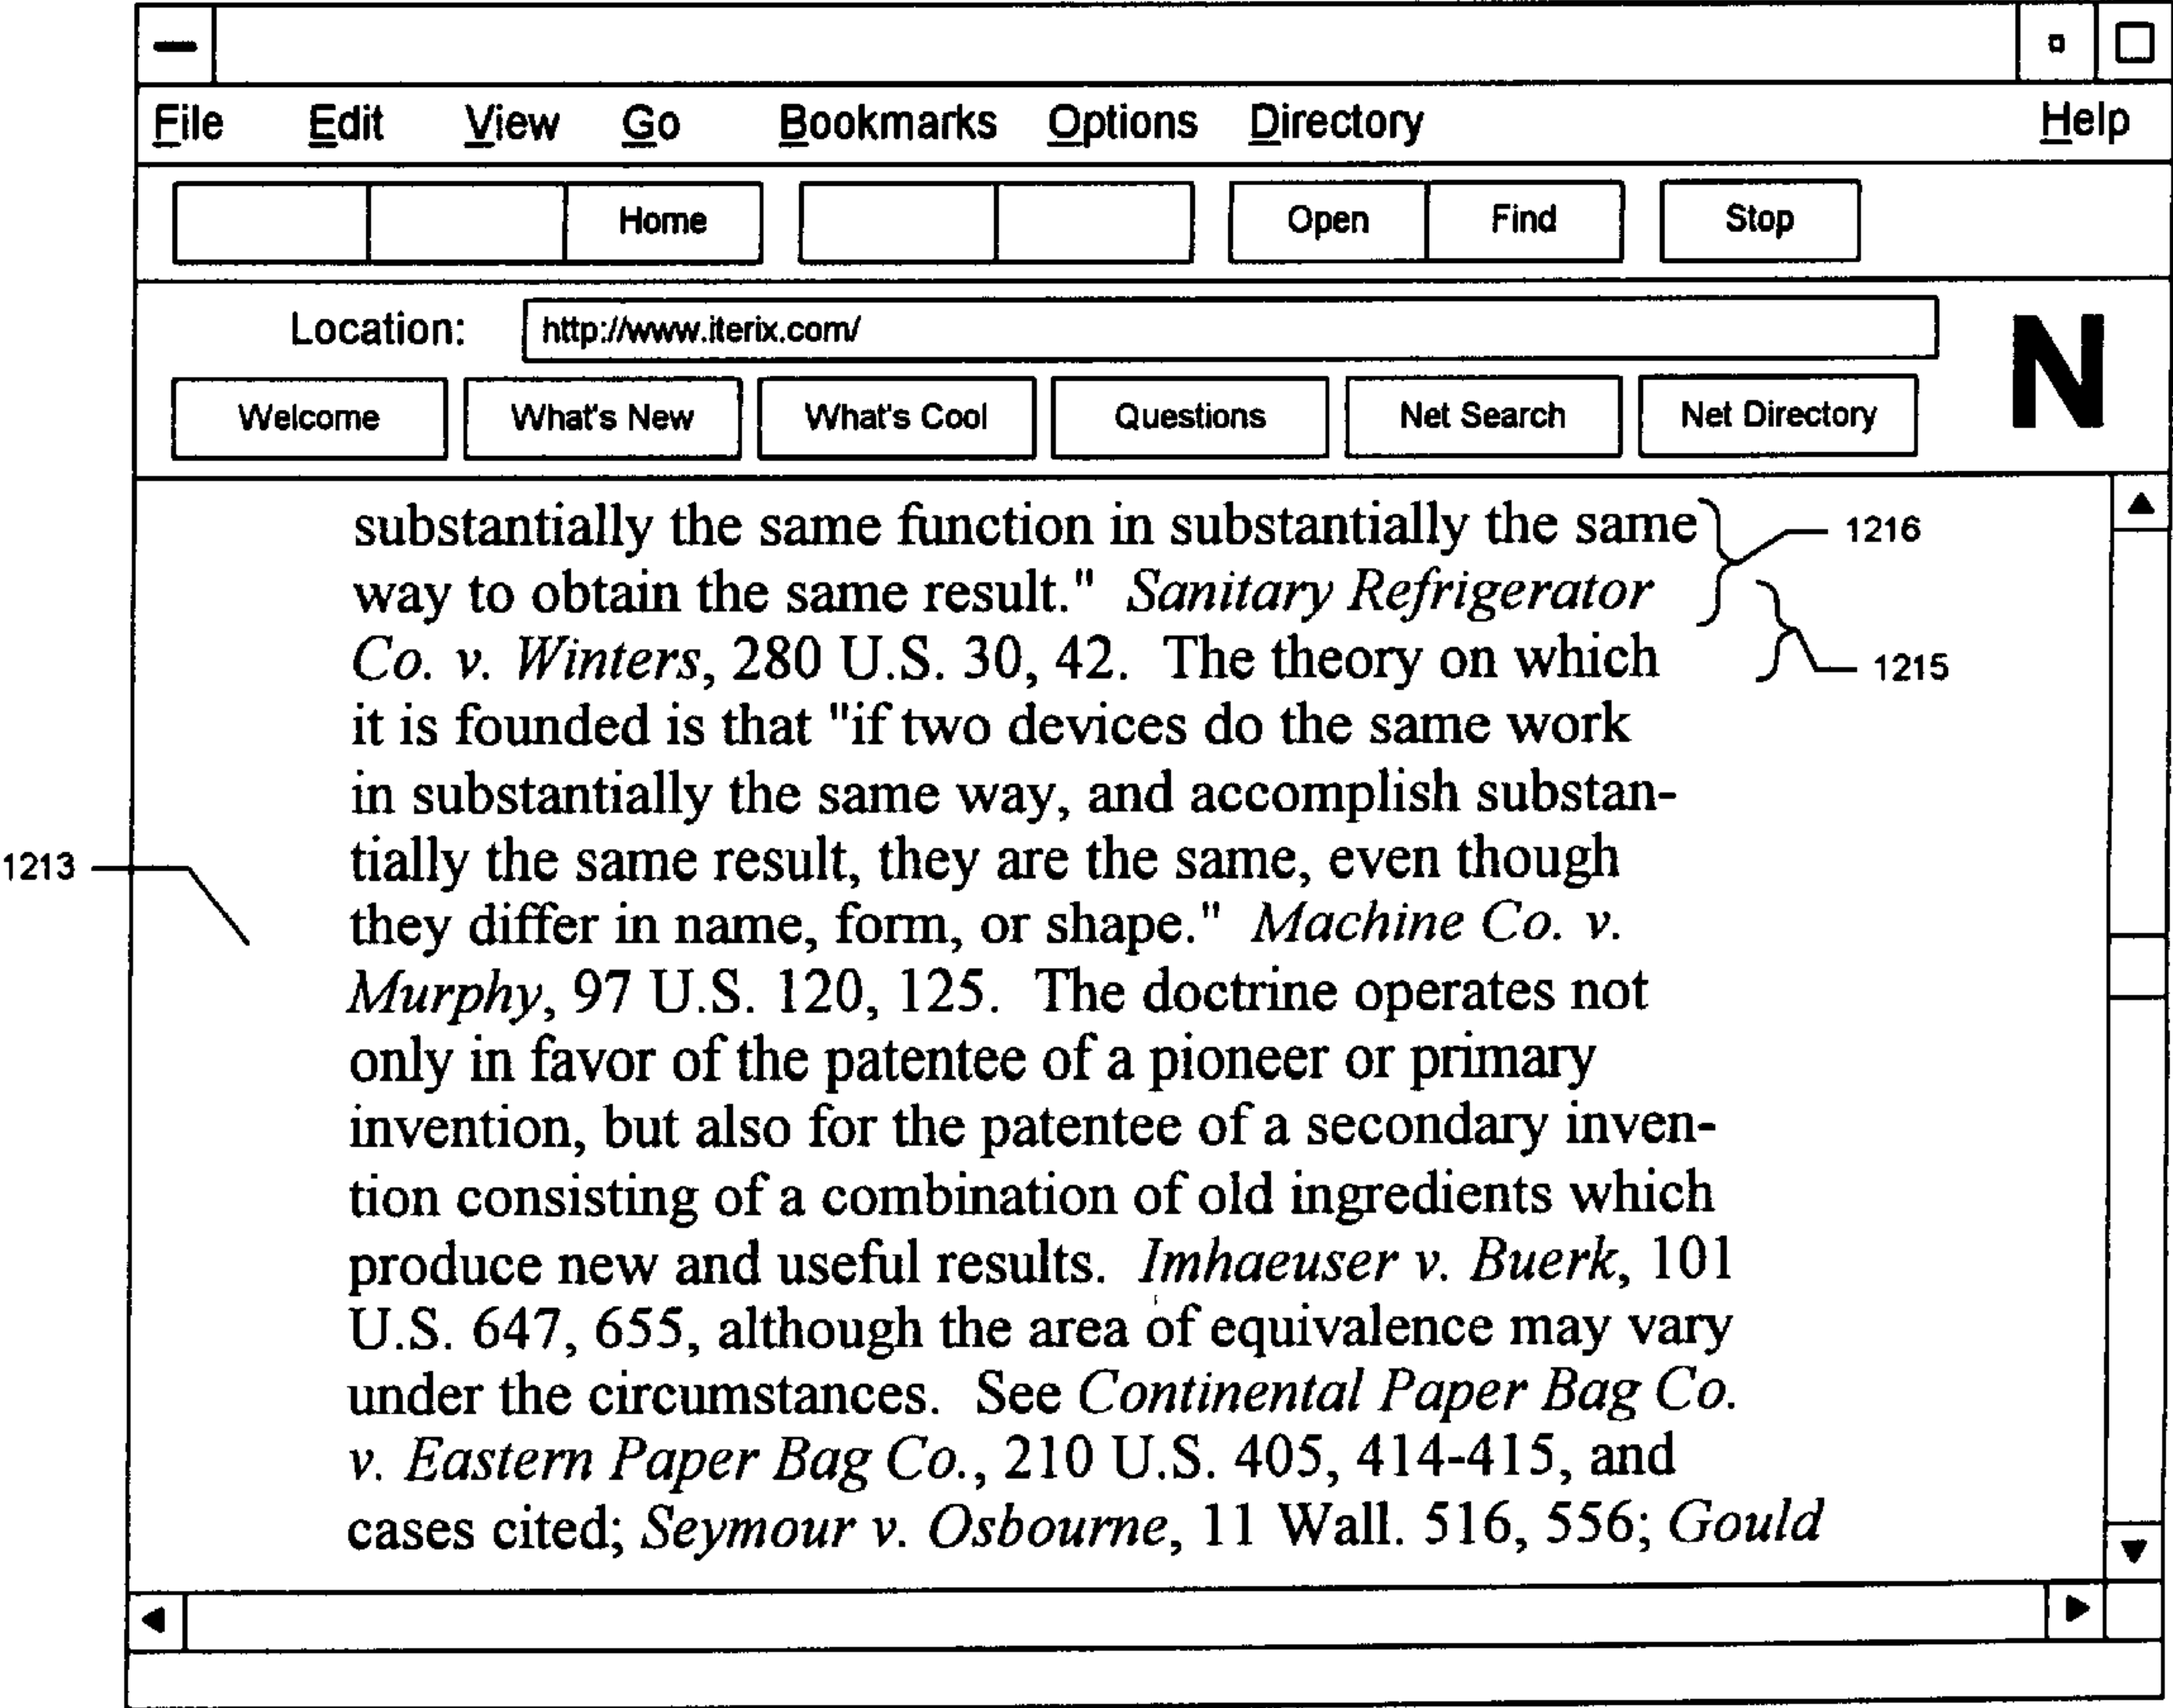 File Edit View Go Bookmarks Options Directory Help
Home Open Find Stop
Location: http://www.iterix.com/
N
Welcome What's New What's Cool Questions Net Search Net Directory
substantially the same function in substantially the same 1216
way to obtain the same result." Sanitary Refrigerator
Co. v. Winters, 280 U.S. 30, 42. The theory on which 1215
it is founded is that "if two devices do the same work
in substantially the same way, and accomplish substan-
1213 tially the same result, they are the same, even though
they differ in name, form, or shape." Machine Co. v.
Murphy, 97 U.S. 120, 125. The doctrine operates not
only in favor of the patentee of a pioneer or primary
invention, but also for the patentee of a secondary inven-
tion consisting of a combination of old ingredients which
produce new and useful results. Imhaeuser v. Buerk, 101
U.S. 647, 655, although the area of equivalence may vary
under the circumstances. See Continental Paper Bag Co.
v. Eastern Paper Bag Co., 210 U.S. 405, 414-415, and
cases cited; Seymour v. Osbourne, 11 Wall. 516, 556; Gould